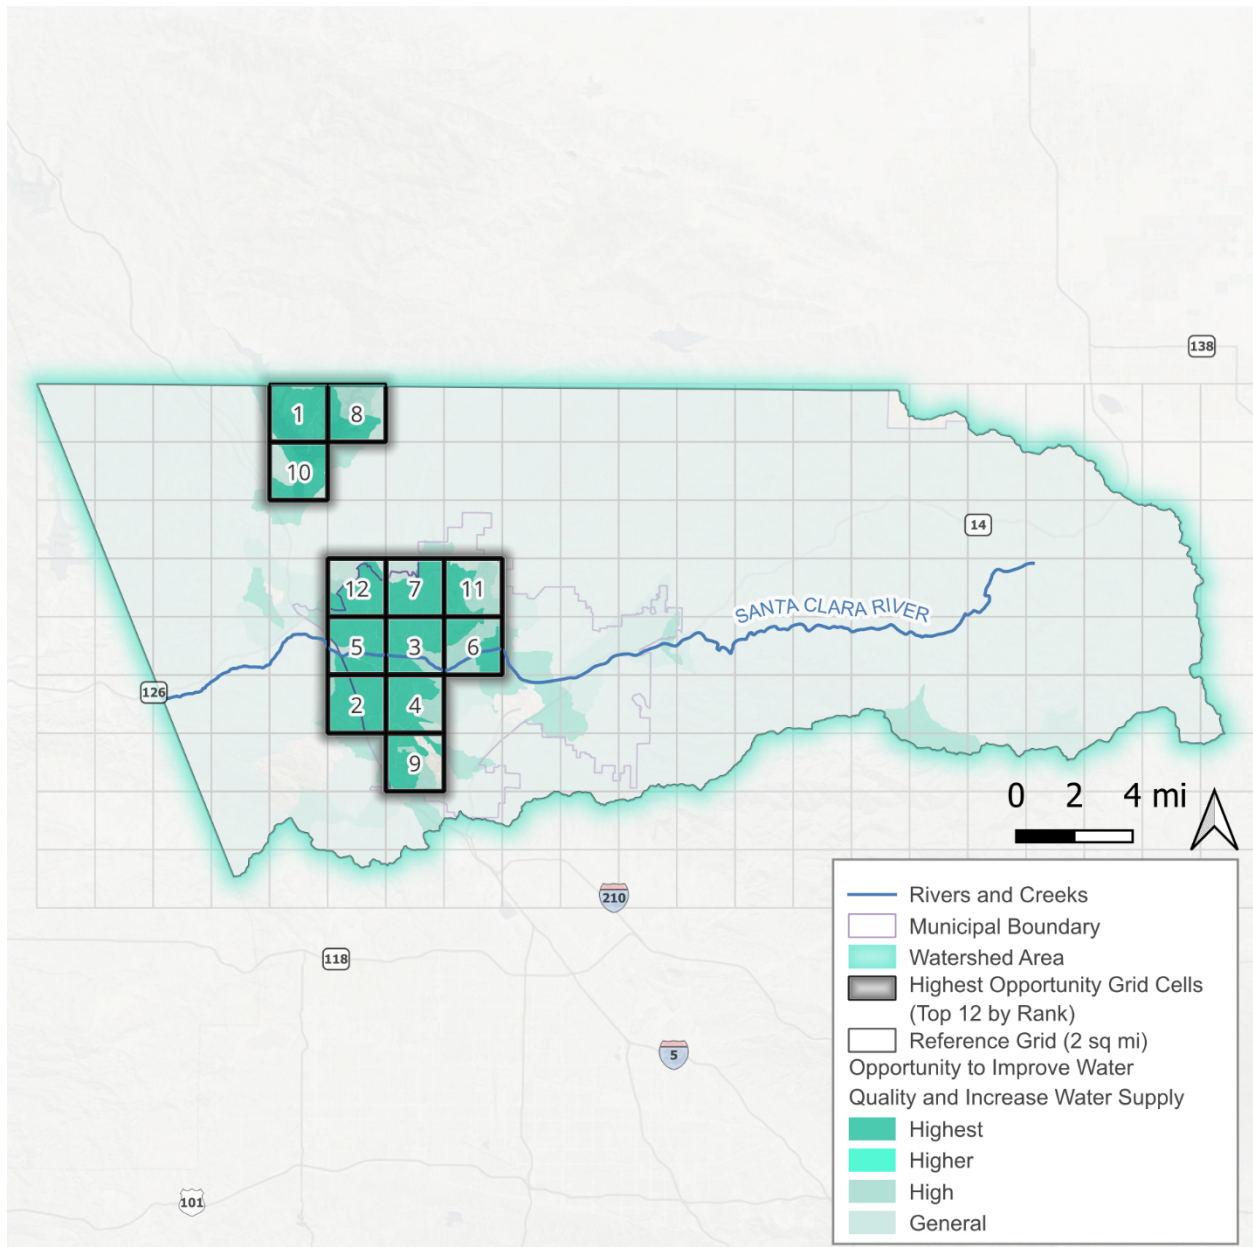 138
1
8
10
14
12
7
11
SANTA CLARA RIVER
5
3
6
126
2
4
9
0 2 4 mi
210
118
5
101
Rivers and Creeks
Municipal Boundary
Watershed Area
Highest Opportunity Grid Cells
(Top 12 by Rank)
Reference Grid (2 sq mi)
Opportunity to Improve Water
Quality and Increase Water Supply
Highest
Higher
High
General